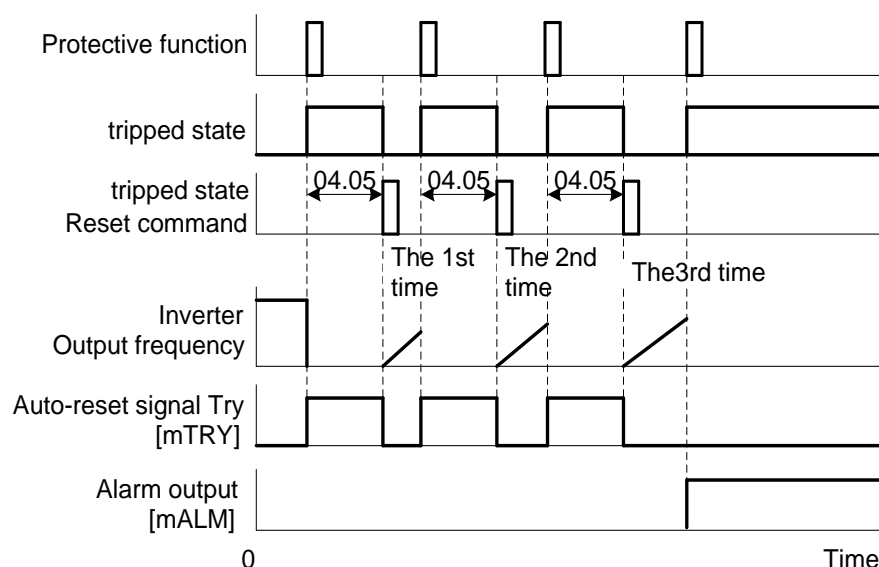 Protective function
tripped state
tripped state
Reset command
04.05
04.05
04.05
The 1st
time
The 2nd
time
The3rd time
Inverter
Output frequency
Auto-reset signal Try
[mTRY]
Alarm output
[mALM]
0
Time